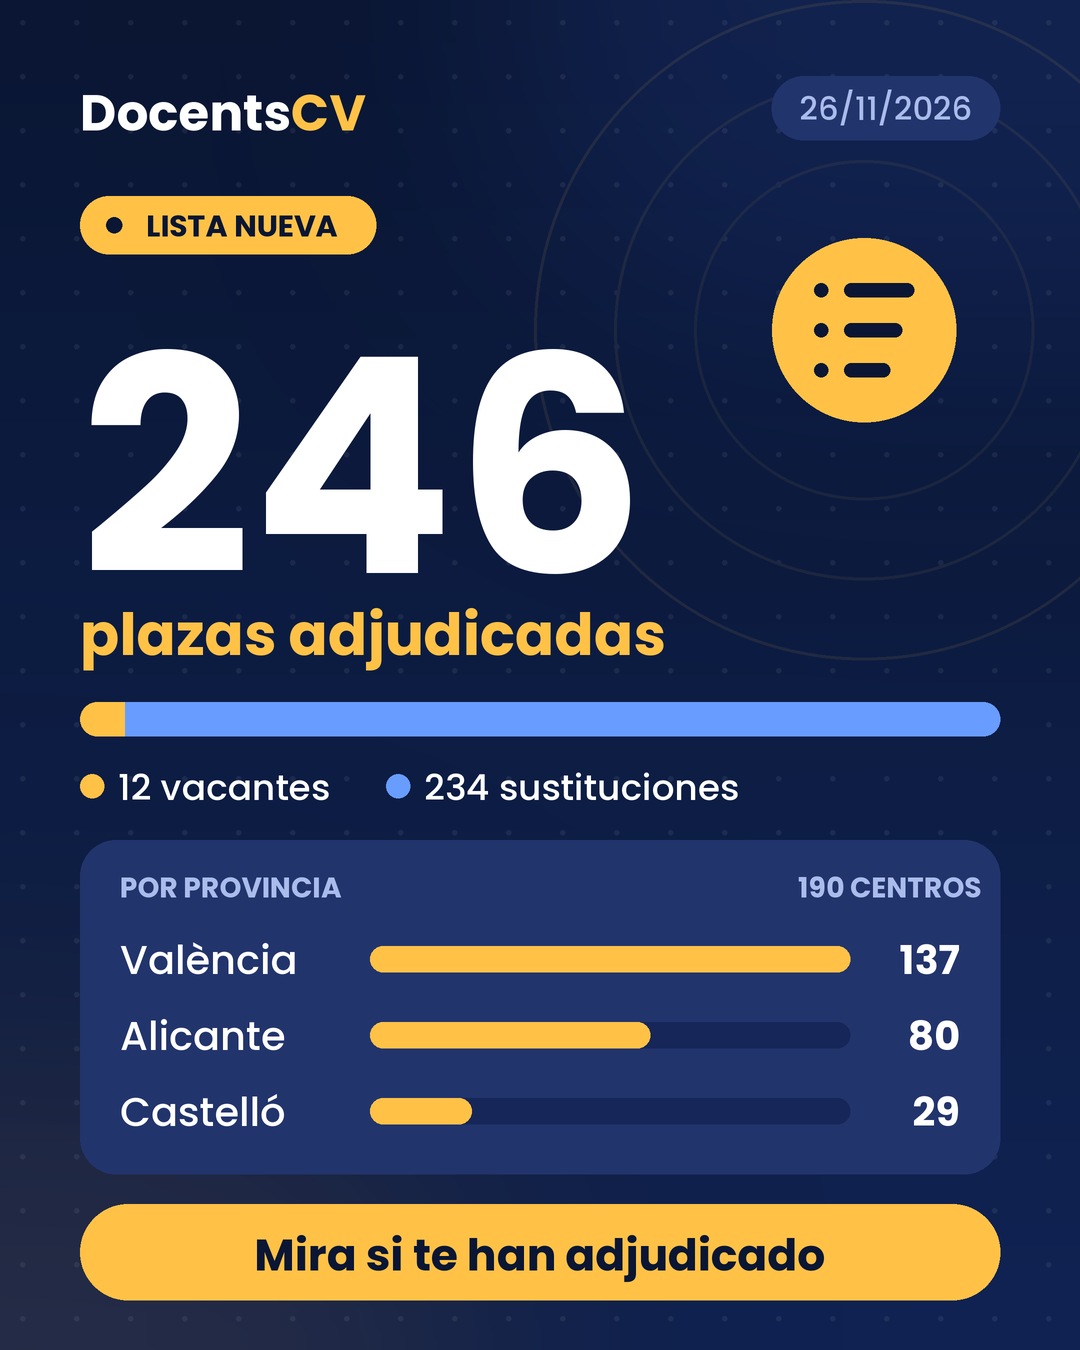 DocentsCV
26/11/2026
LISTA NUEVA
246
plazas adjudicadas
12 vacantes
234 sustituciones
POR PROVINCIA
190 CENTROS
València
137
Alicante
80
Castelló
29
Mira si te han adjudicado